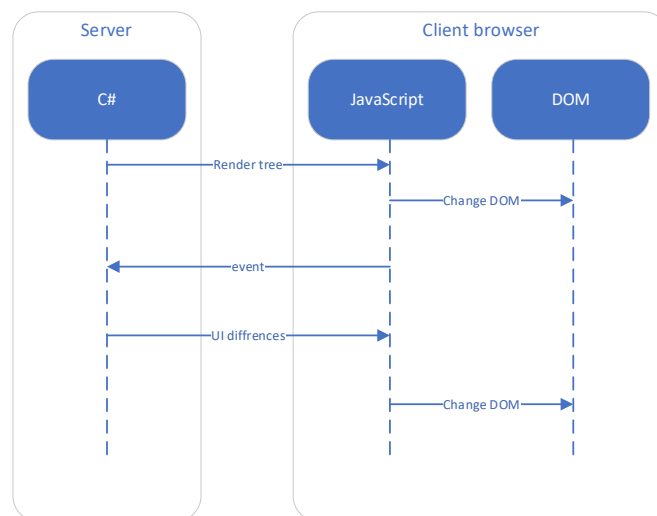 Server
Client browser
C#
JavaScript
DOM
Render tree
Change DOM
event
UI diffrences
Change DOM